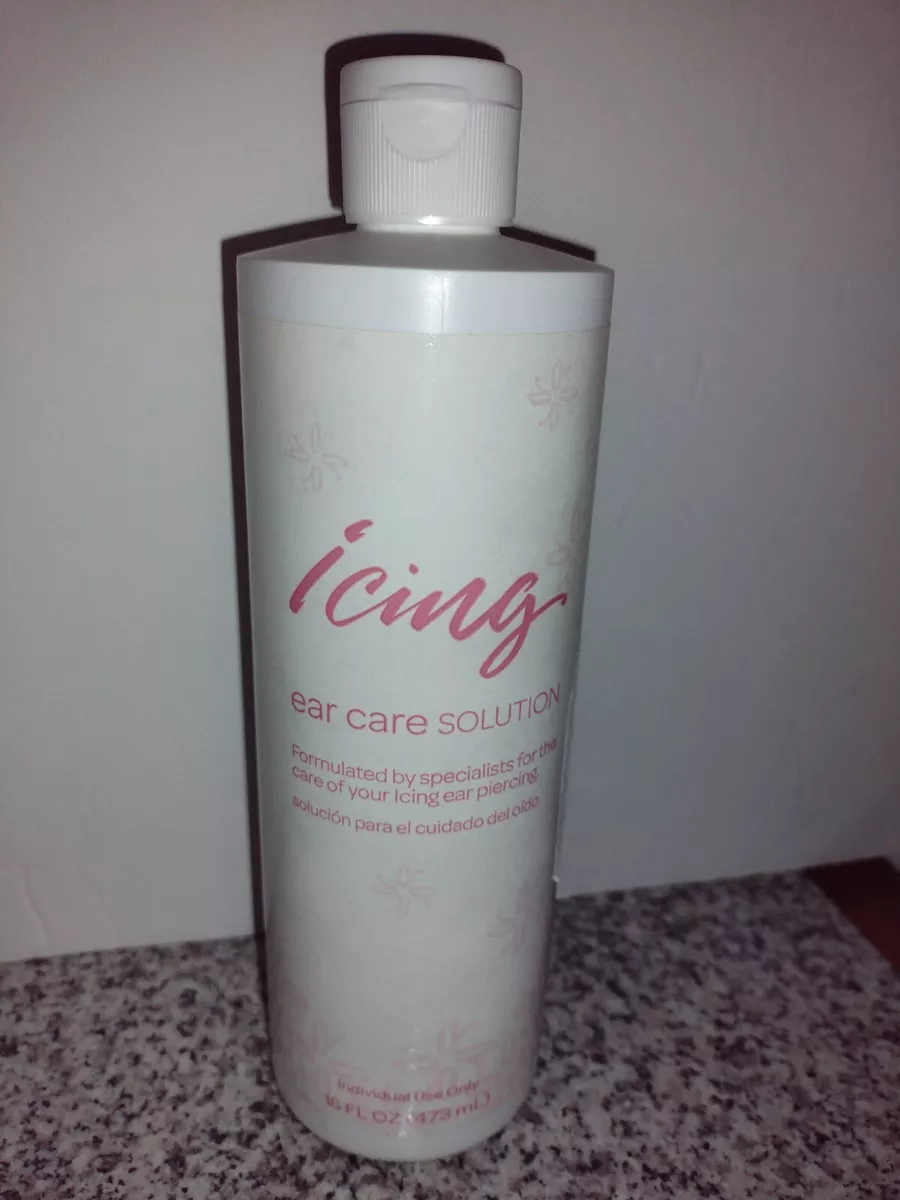 icing
ear care SOLUTION
Formulated by specialists for the
care of your Icing ear piercing.
solución para el cuidado del oído
Individual Use Only
16 FL OZ (473 mL)